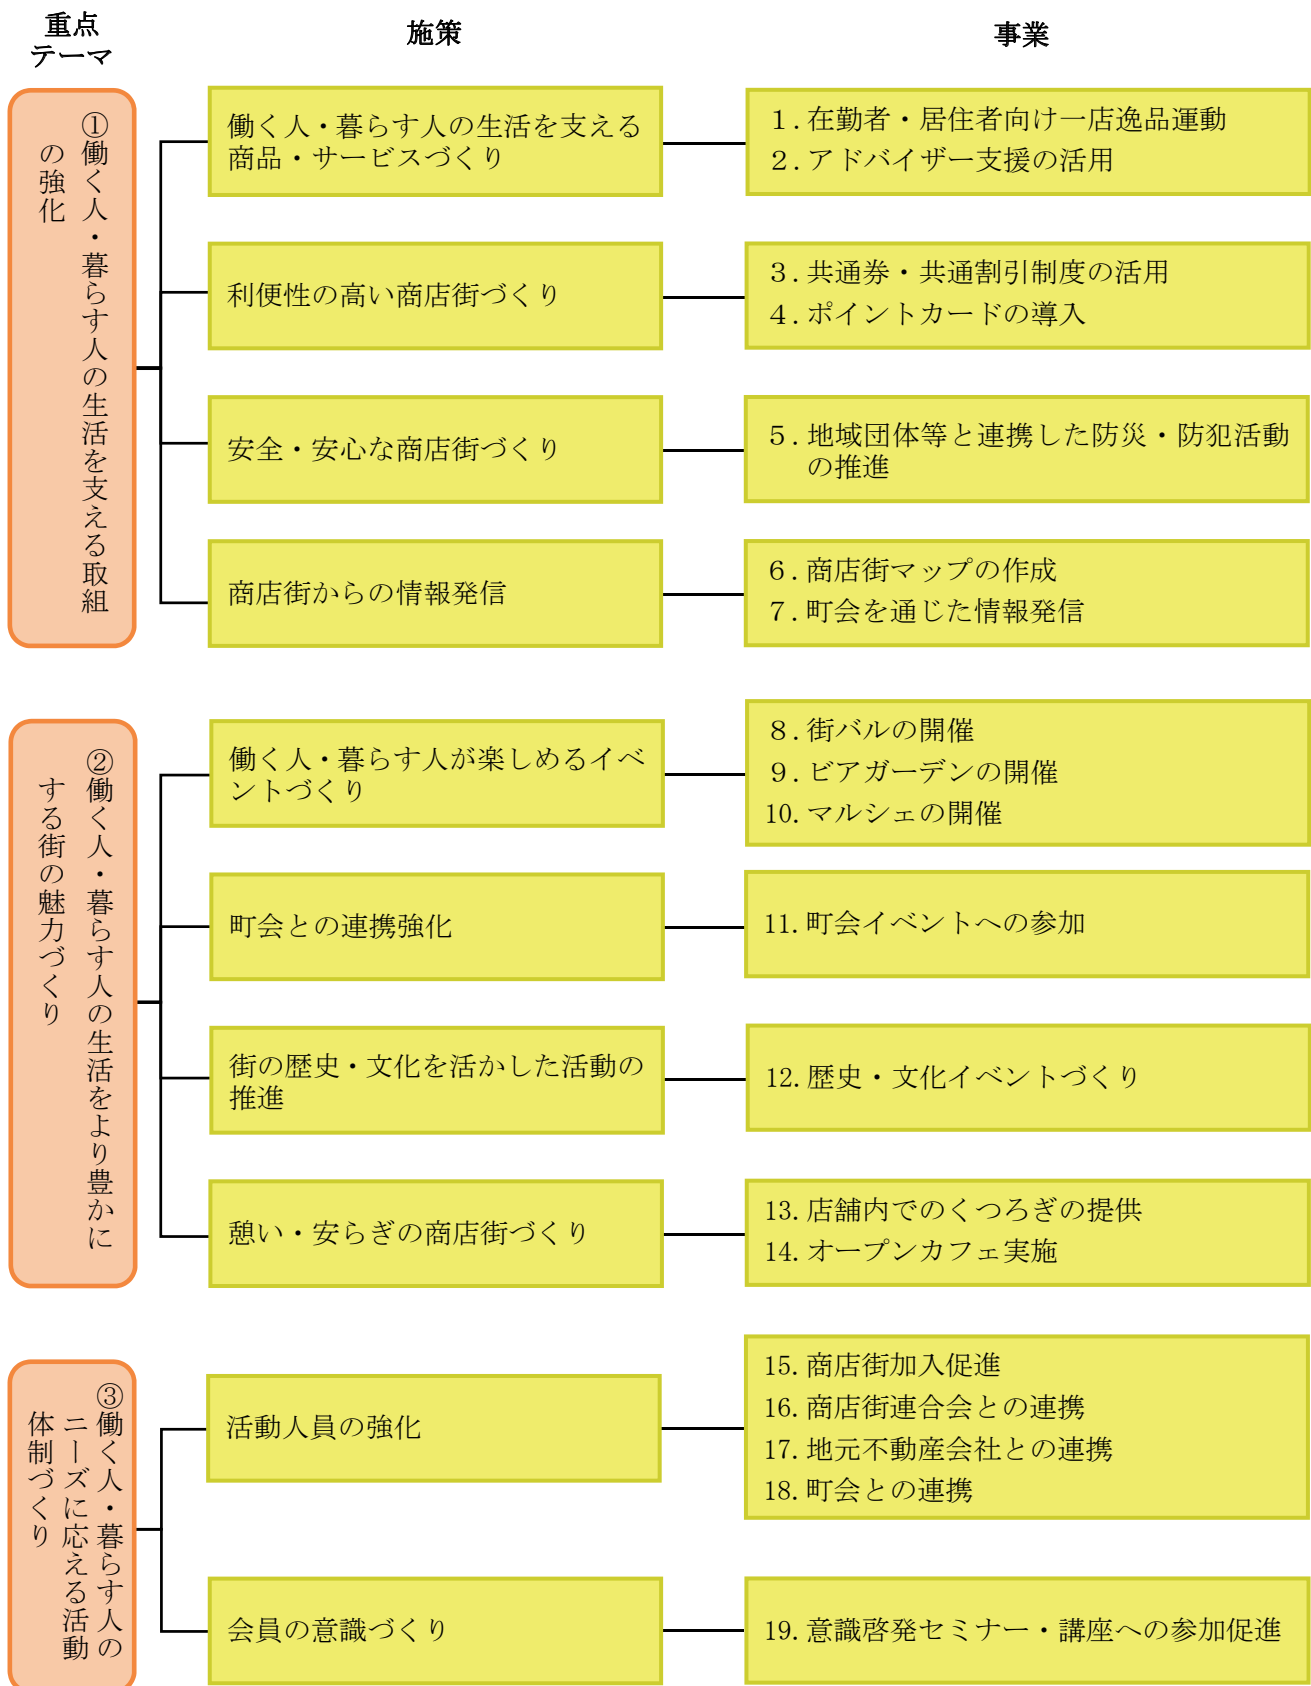 重点
テーマ
施策
事業
①働く人・暮らす人の生活を支える取組
の強化
働く人・暮らす人の生活を支える
商品・サービスづくり
1. 在勤者・居住者向け一店逸品運動
2. アドバイザー支援の活用
利便性の高い商店街づくり
3. 共通券・共通割引制度の活用
4. ポイントカードの導入
安全・安心な商店街づくり
5. 地域団体等と連携した防災・防犯活動
の推進
商店街からの情報発信
6. 商店街マップの作成
7. 町会を通じた情報発信
②働く人・暮らす人の生活をより豊かに
する街の魅力づくり
働く人・暮らす人が楽しめるイベ
ントづくり
8. 街バルの開催
9. ビアガーデンの開催
10. マルシェの開催
町会との連携強化
11. 町会イベントへの参加
街の歴史・文化を活かした活動の
推進
12. 歴史・文化イベントづくり
憩い・安らぎの商店街づくり
13. 店舗内でのくつろぎの提供
14. オープンカフェ実施
③働く人・暮らす人の
ニーズに応える活動
体制づくり
活動人員の強化
15. 商店街加入促進
16. 商店街連合会との連携
17. 地元不動産会社との連携
18. 町会との連携
会員の意識づくり
19. 意識啓発セミナー・講座への参加促進